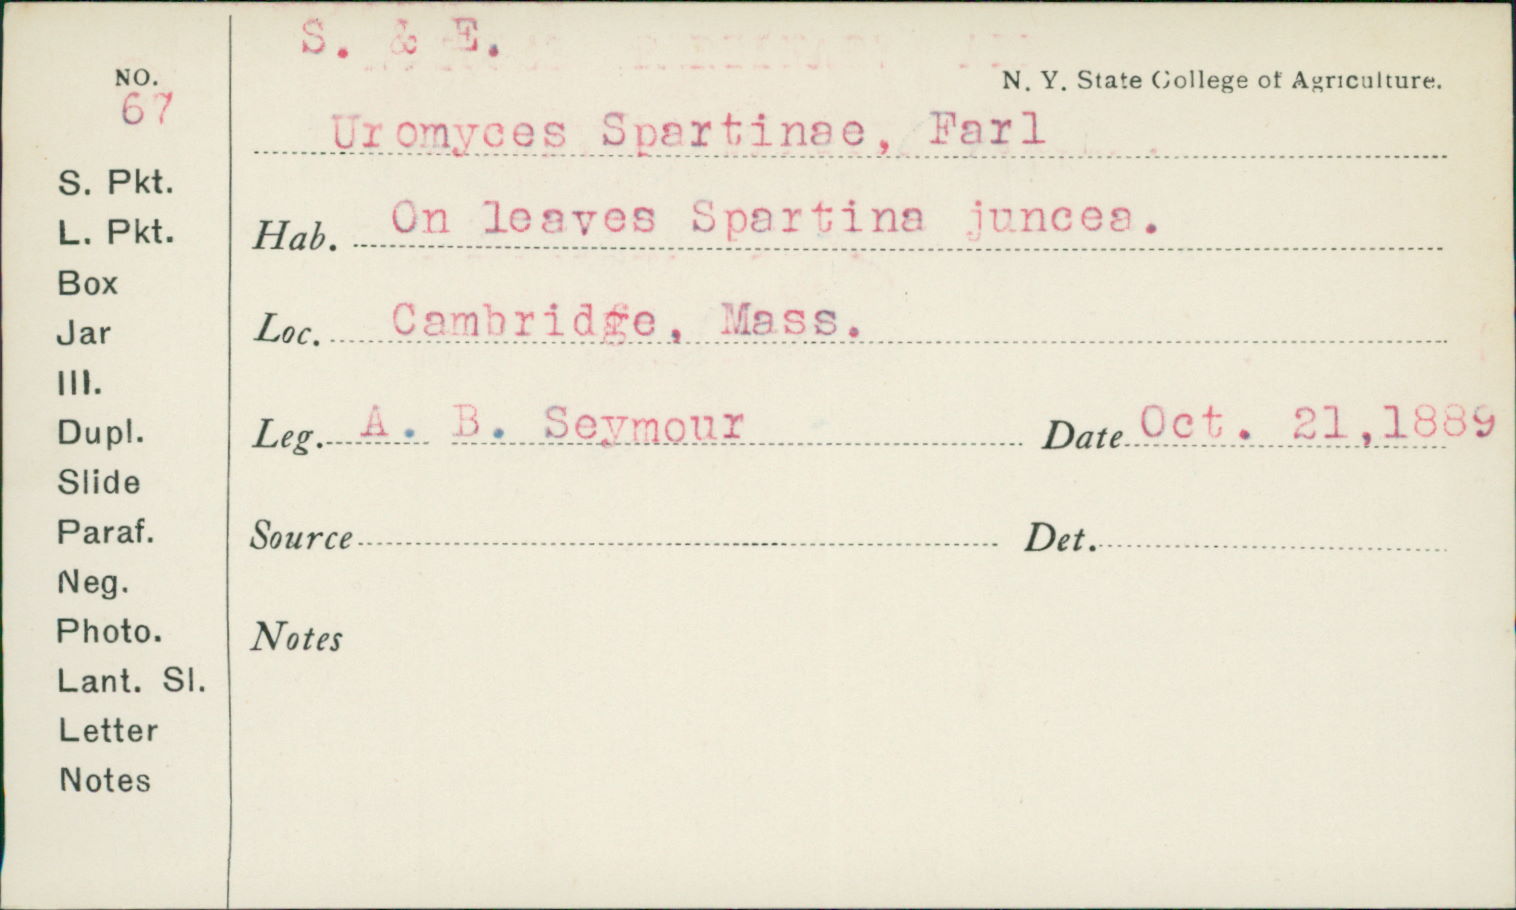 S. & E.
NO.
67
N. Y. State College of Agriculture.
Uromyces Spartinae, Farl
S. Pkt.
Hab. On leaves Spartina juncea.
L. Pkt.
Box
Loc. Cambridge, Mass.
Jar
Ill.
Dupl.
Leg. A. B. Seymour Date Oct. 21,1889
Slide
Paraf.
Source Det.
Neg.
Photo.
Notes
Lant. Sl.
Letter
Notes